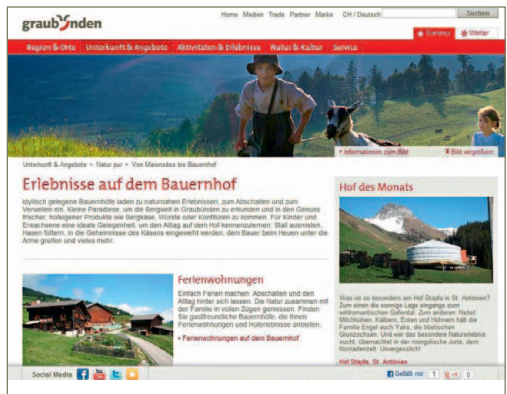 Home Medien Trade Partner Marke CH / Deutsch Suchen
graubünden
Sommer Winter
Region & Orte Unterkunft & Angebote Aktivitäten & Erlebnisse Natur & Kultur Service
Informationen zum Bild Bild vergrößern
Unterkunft & Angebote Natur pur Von Maiensäss bis Bauernhof
Erlebnisse auf dem Bauernhof
Idyllisch gelegene Bauernhöfe laden zu naturnahen Erlebnissen, zum Abschalten und zum
Verweilen ein. Kleine Paradiese, um die Bergwelt in Graubünden zu erkunden und in den Genuss
frischer, hofeigener Produkte wie Bergkäse, Würste oder Konfitüren zu kommen. Für Kinder und
Erwachsene eine ideale Gelegenheit, um den Alltag auf dem Hof kennenzulernen: Stall ausmisten,
Hasen füttern, in die Geheimnisse des Käsens eingeweiht werden, dem Bauer beim Heuen unter die
Arme greifen und vieles mehr.
Ferienwohnungen
Einfach Ferien machen. Abschalten und den
Alltag hinter sich lassen. Die Natur zusammen mit
der Familie in vollen Zügen geniessen. Finden
Sie gastfreundliche Bauernhöfe, die Ihnen
Ferienwohnungen und Hoferlebnisse anbieten.
Ferienwohnungen auf dem Bauernhof
Hof des Monats
Was ist so besonders am Hof Stapfa in St. Antönien?
Zum einen die sonnige Lage eingangs zum
wildromantischen Gafiental. Zum anderen: Nebst
Milchkühen, Kälbern, Enten und Hühnern hält die
Familie Engel auch Yaks, die tibetischen
Grunzochsen. Und wer das besondere Naturerlebnis
sucht, übernachtet in der mongolische Jurte, dem
Nomadenzelt. Unvergesslich!
Hof Stapfa, St. Antönien
Social Media Gefällt mir 1 +1 0